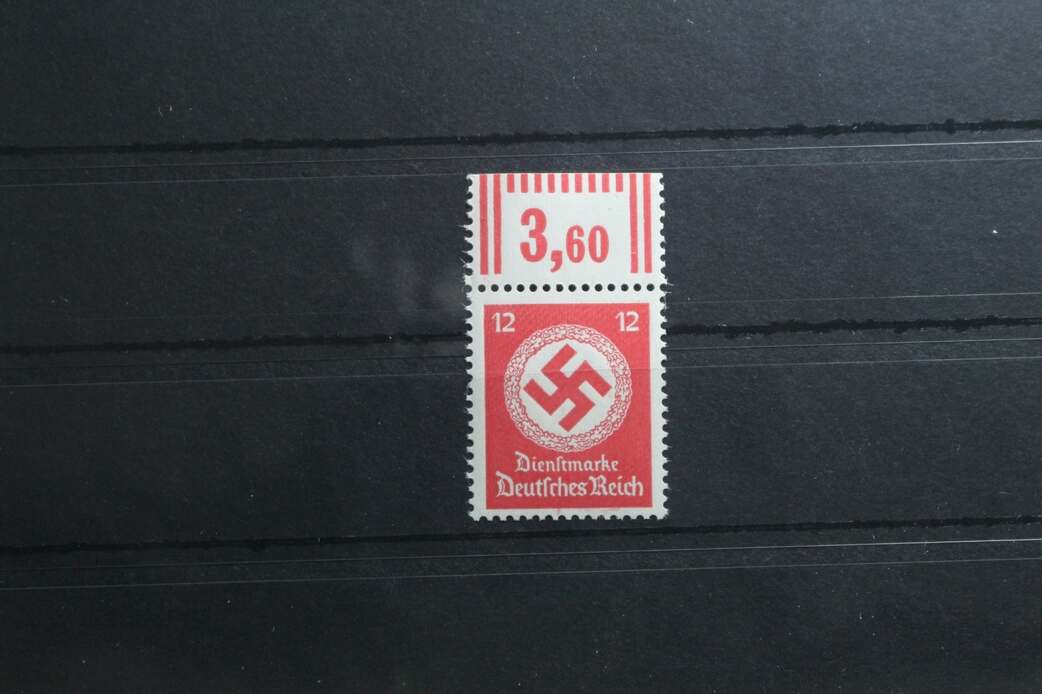 3,60
12 12
Dienſtmarke
Deutſches Reich